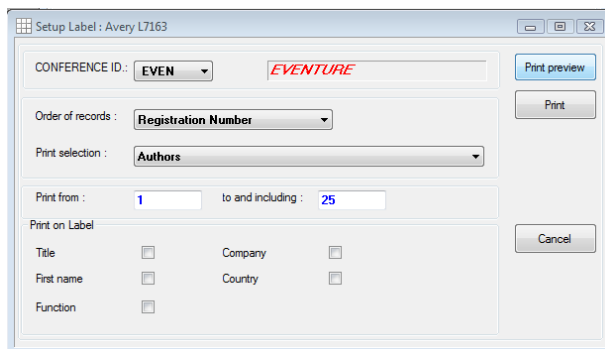 Setup Label : Avery L7163
CONFERENCE ID.: EVEN EVENTURE
Print preview
Print
Order of records : Registration Number
Print selection : Authors
Print from : 1 to and including : 25
Print on Label
Cancel
Title Company
First name Country
Function